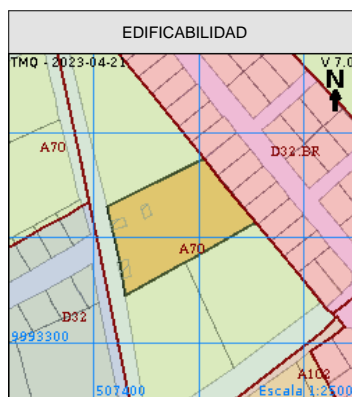 EDIFICABILIDAD
TMQ - 2023-04-21
V 7.0
N
A70
D32.BR
A70
D32
9993300
A102
507400
Escala 1:2500